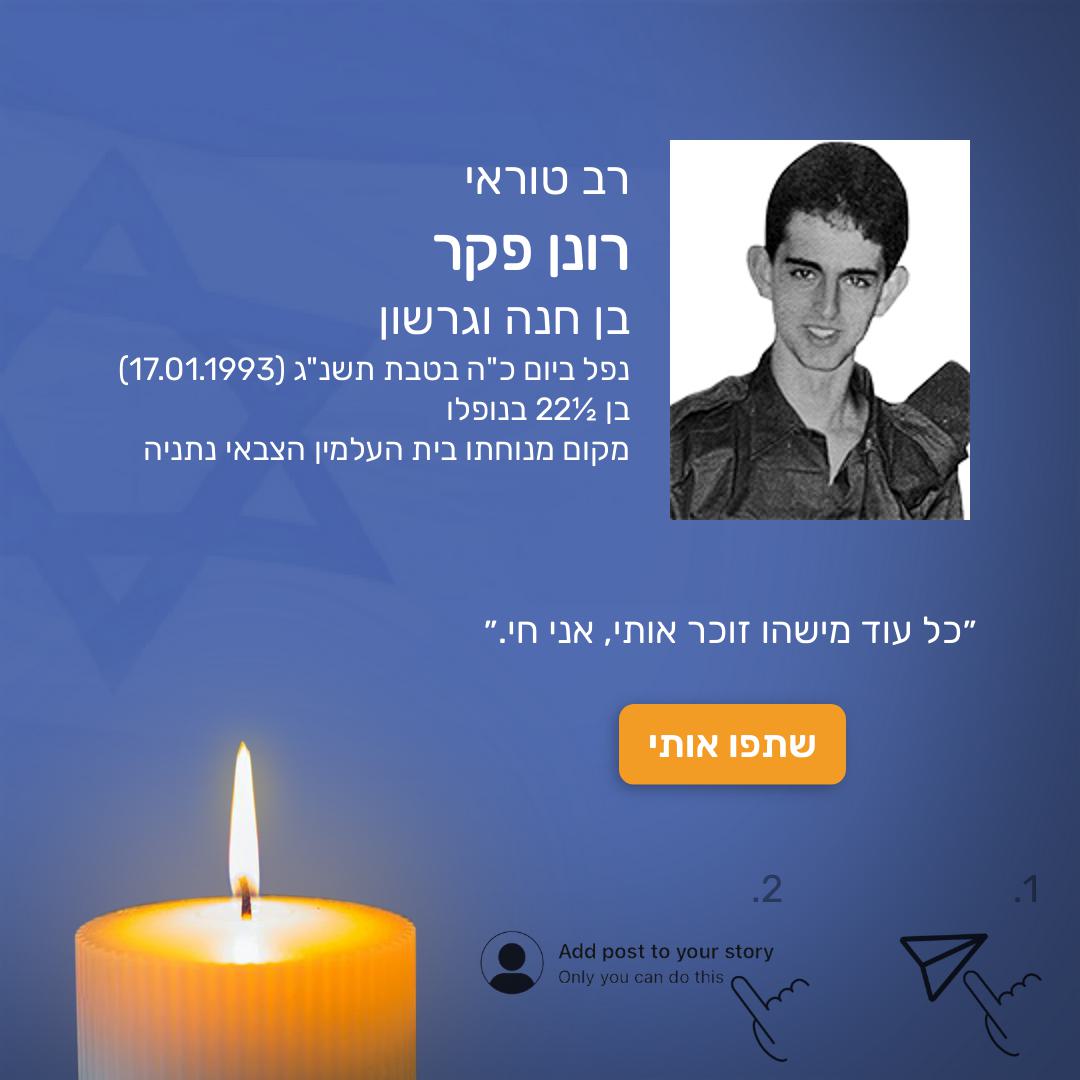 רב טוראי
רונן פקר
בן חנה וגרשון
נפל ביום כ"ה בטבת תשנ"ג (17.01.1993)
בן 22½ בנופלו
מקום מנוחתו בית העלמין הצבאי נתניה
״כל עוד מישהו זוכר אותי, אני חי.״
שתפו אותי
1.
2.
Add post to your story
Only you can do this